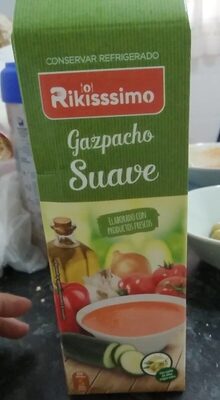 CONSERVAR REFRIGERADO
Rikisssimo
Gazpacho
Suave
ELABORADO CON
PRODUCTOS FRESCOS